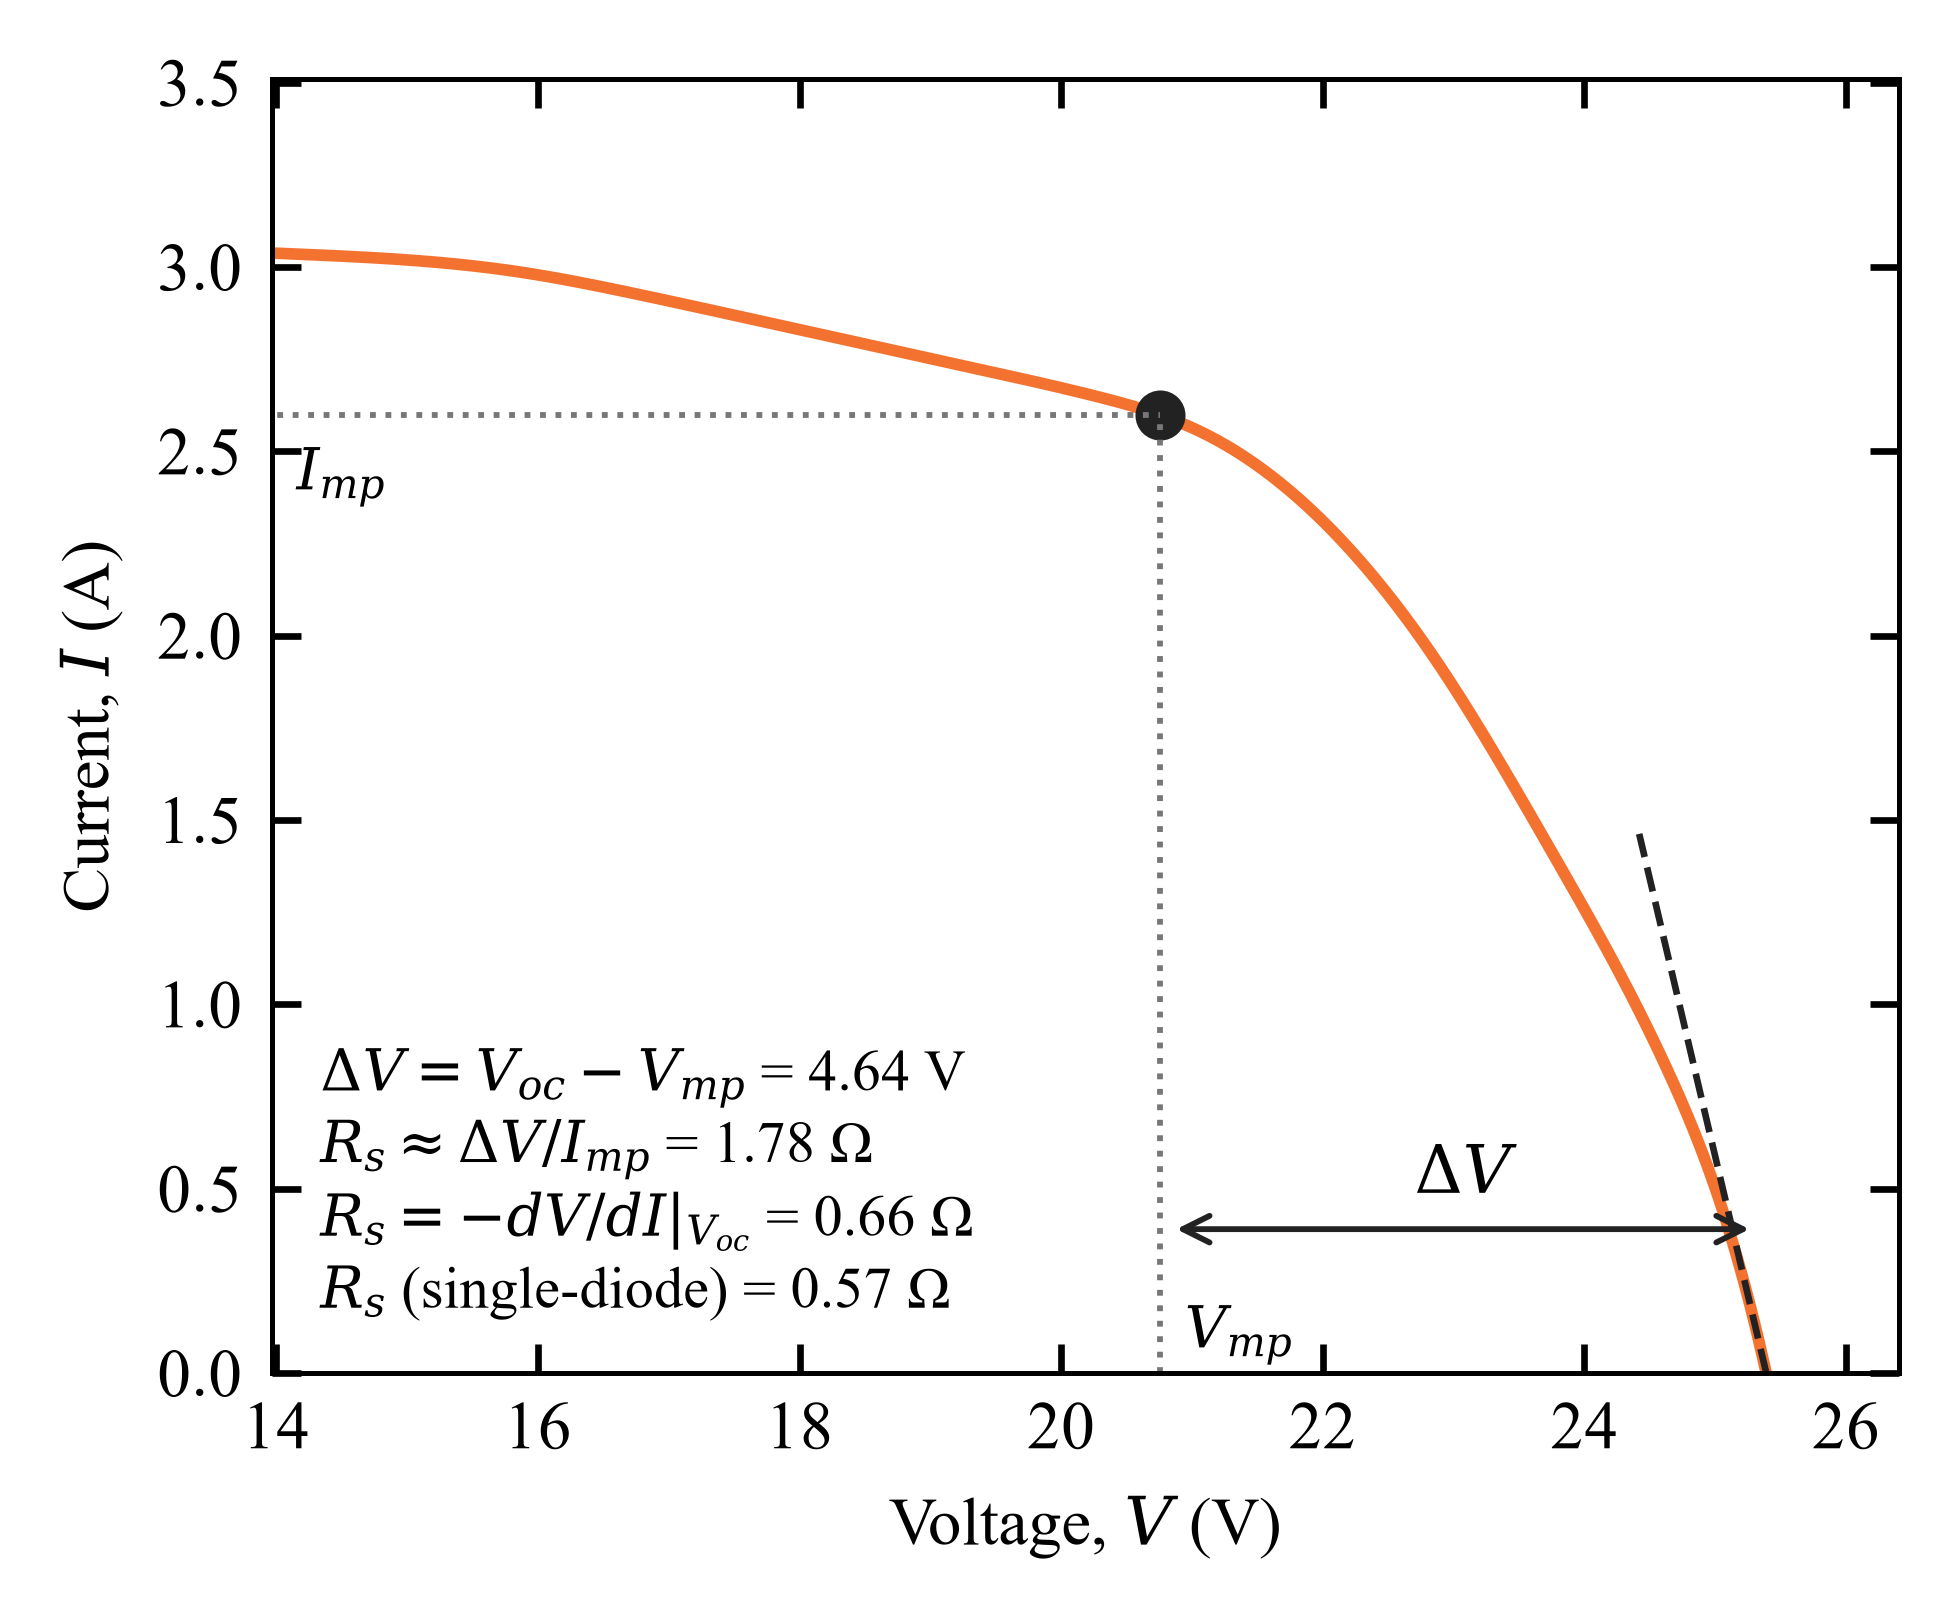 3.5
3.0
2.5
2.0
1.5
1.0
0.5
0.0
Current, I (A)
I_mp
ΔV = V_oc − V_mp = 4.64 V
R_s ≈ ΔV/I_mp = 1.78 Ω
R_s = −dV/dI|_V_oc = 0.66 Ω
R_s (single-diode) = 0.57 Ω
ΔV
V_mp
14 16 18 20 22 24 26
Voltage, V (V)